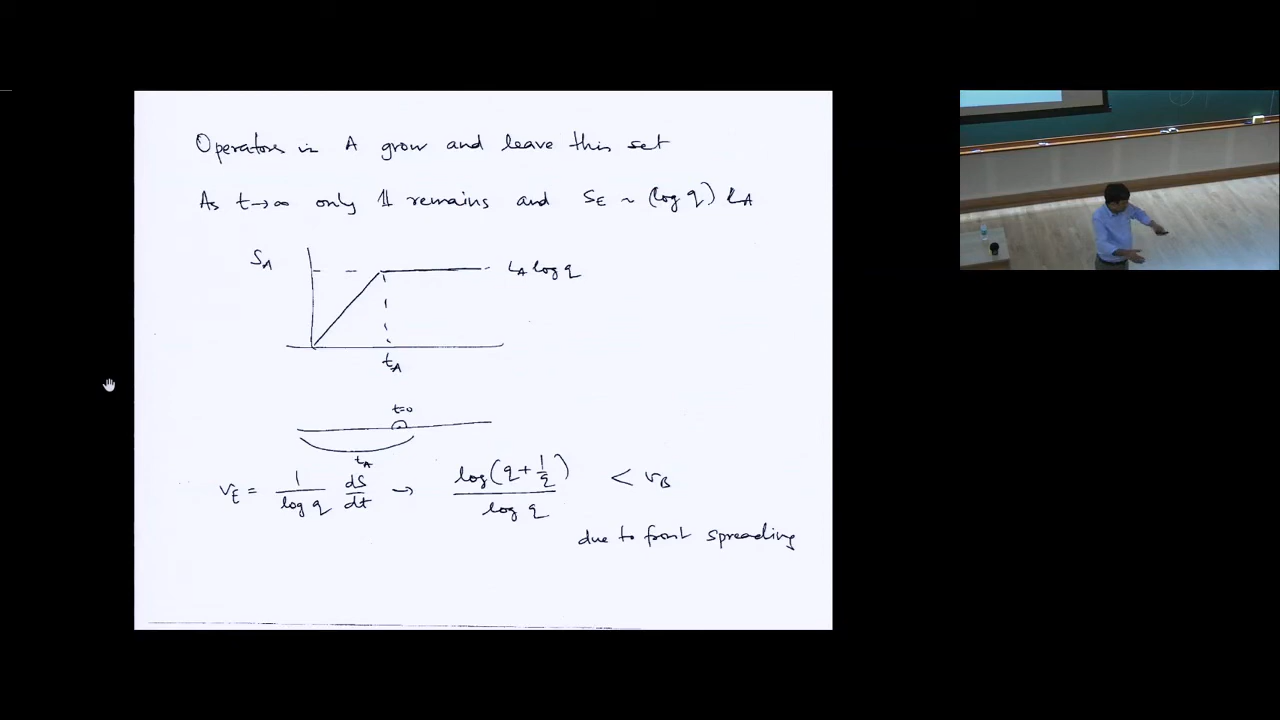 Operators in A grow and leave this set
As t→∞ only 𝟙 remains and S_E ~ (log q) L_A
S_A
L_A log q
t_A
t=0
L_A
v_E = 1/log q dS/dt → log(q + 1/q)/log q < v_B
due to front spreading